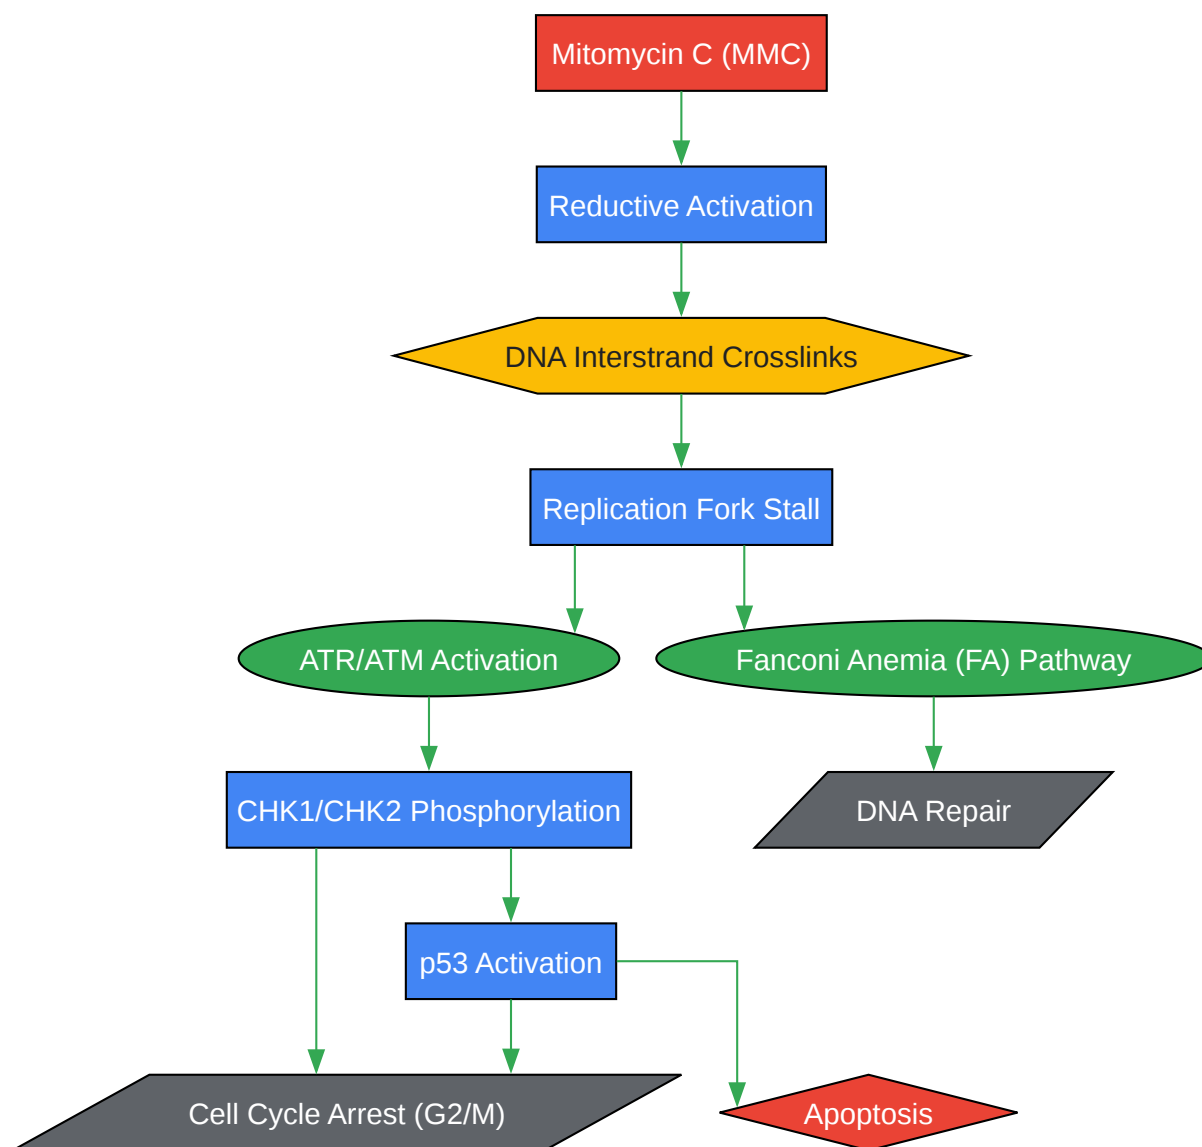 Mitomycin C (MMC)
Reductive Activation
DNA Interstrand Crosslinks
Replication Fork Stall
ATR/ATM Activation
Fanconi Anemia (FA) Pathway
CHK1/CHK2 Phosphorylation
DNA Repair
p53 Activation
Cell Cycle Arrest (G2/M)
Apoptosis